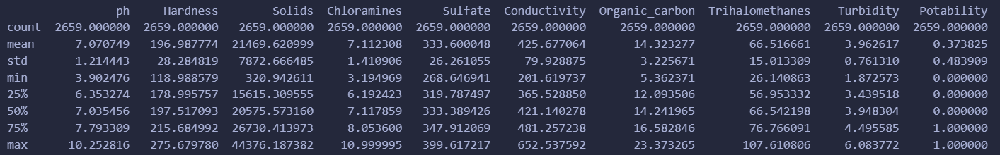 ph Hardness Solids Chloramines Sulfate Conductivity Organic_carbon Trihalomethanes Turbidity Potability
count 2659.000000 2659.000000 2659.000000 2659.000000 2659.000000 2659.000000 2659.000000 2659.000000 2659.000000 2659.000000
mean 7.070749 196.987774 21469.620999 7.112308 333.600048 425.677064 14.323277 66.516661 3.962617 0.373825
std 1.214443 28.284819 7872.666485 1.410906 26.261055 79.928875 3.225671 15.013309 0.761310 0.483909
min 3.902476 118.988579 320.942611 3.194969 268.646941 201.619737 5.362371 26.140863 1.872573 0.000000
25% 6.353274 178.995757 15615.309555 6.192423 319.787497 365.528850 12.093506 56.953332 3.439518 0.000000
50% 7.035456 197.517093 20575.573160 7.117859 333.389426 421.140278 14.241965 66.542198 3.948304 0.000000
75% 7.793309 215.684992 26730.413973 8.053600 347.912069 481.257238 16.582846 76.766091 4.495585 1.000000
max 10.252816 275.679780 44376.187382 10.999995 399.617217 652.537592 23.373265 107.610806 6.083772 1.000000